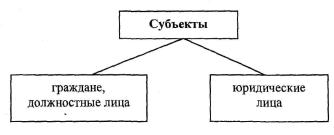 Субъекты
граждане,
должностные лица
юридические
лица